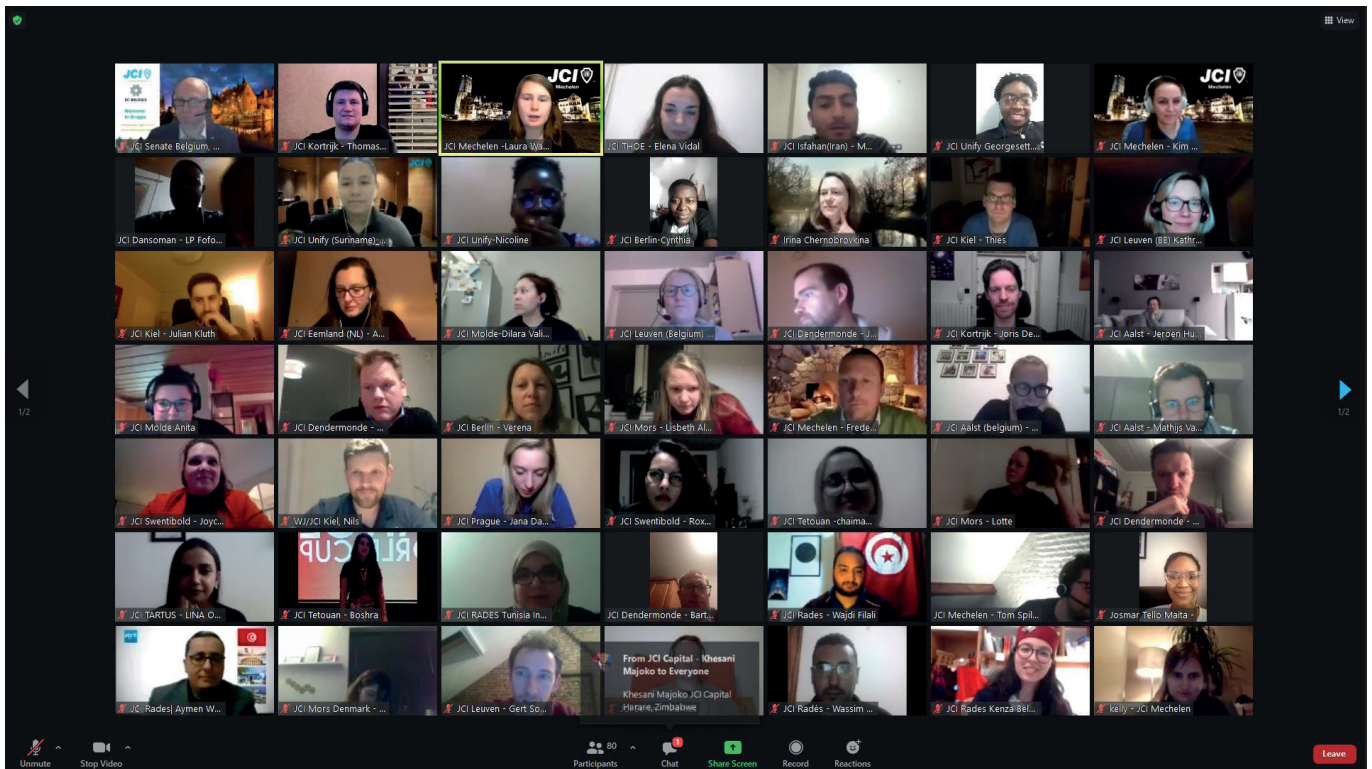 View
JCI
JCI Senate Belgium, ...
JCI Kortrijk - Thomas...
JCI
Mechelen
JCI Mechelen -Laura Wa...
JCI THOE - Elena Vidal
JCI Isfahan(Iran) - M...
JCI Unify Georgesett...
JCI
Mechelen
JCI Mechelen - Kim ...
JCI Dansoman - LP Fofo...
JCI
JCI Unify (Suriname)_...
JCI Unify-Nicoline
JCI Berlin-Cynthia
Irina Chernobrovkina
JCI Kiel - Thies
JCI Leuven (BE) Kathr...
JCI Kiel - Julian Kluth
JCI Eemland (NL) - A...
JCI Molde-Dilara Vali...
JCI Leuven (Belgium) ...
JCI Dendermonde - J...
JCI Kortrijk - Joris De...
JCI Aalst - Jeroen Hu...
JCI Molde Anita
JCI Dendermonde - ...
JCI Berlin - Verena
JCI Mors - Lisbeth Al...
JCI Mechelen - Frede...
JCI Aalst (belgium) - ...
JCI Aalst - Mathijs Va...
JCI Swentibold - Joyc...
WJ/JCI Kiel, Nils
JCI Prague - Jana Da...
JCI Swentibold - Rox...
JCI Tetouan -chaima...
JCI Mors - Lotte
JCI Dendermonde - ...
JCI TARTUS - LINA O...
JCI Tetouan - Boshra
JCI RADES Tunisia In...
JCI Dendermonde - Bart...
JCI Rades - Wajdi Filali
JCI Mechelen - Tom Spil...
Josmar Tello Maita -
JCI Rades| Aymen W...
JCI Mors Denmark - ...
JCI Leuven - Gert So...
From JCI Capital - Khesani
Majoko to Everyone
Khesani Majoko JCI Capital
Harare, Zimbabwe
JCI Radès - Wassim ...
JCI Rades Kenza Bel...
kelly - JCI Mechelen
1/2
1/2
Unmute
Stop Video
80
Participants
1
Chat
Share Screen
Record
Reactions
Leave